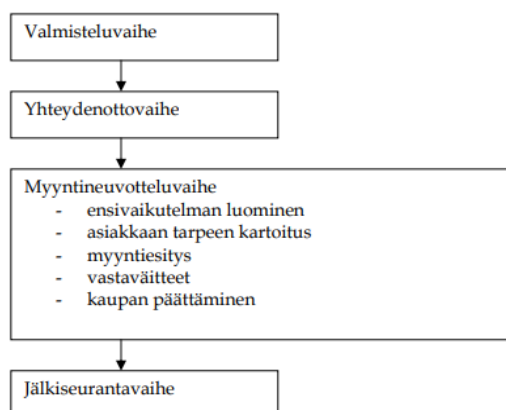 Valmisteluvaihe
Yhteydenottovaihe
Myyntineuvotteluvaihe
- ensivaikutelman luominen
- asiakkaan tarpeen kartoitus
- myyntiesitys
- vastaväitteet
- kaupan päättäminen
Jälkiseurantavaihe